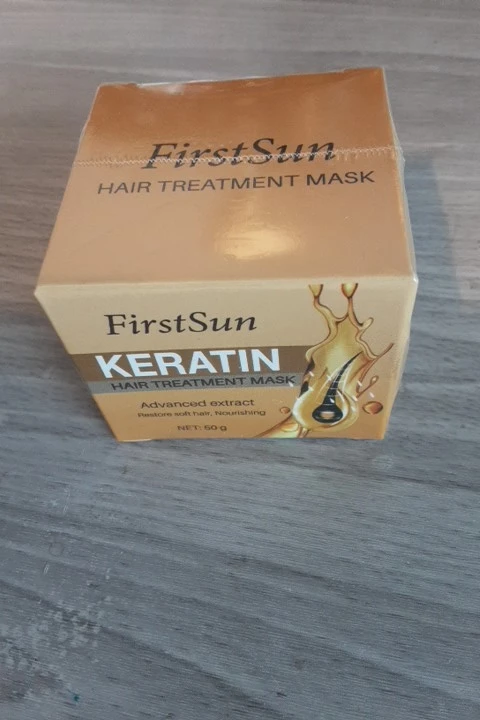 FirstSun
HAIR TREATMENT MASK
FirstSun
KERATIN
HAIR TREATMENT MASK
Advanced extract
Restore soft hair, Nourishing
NET: 50 g